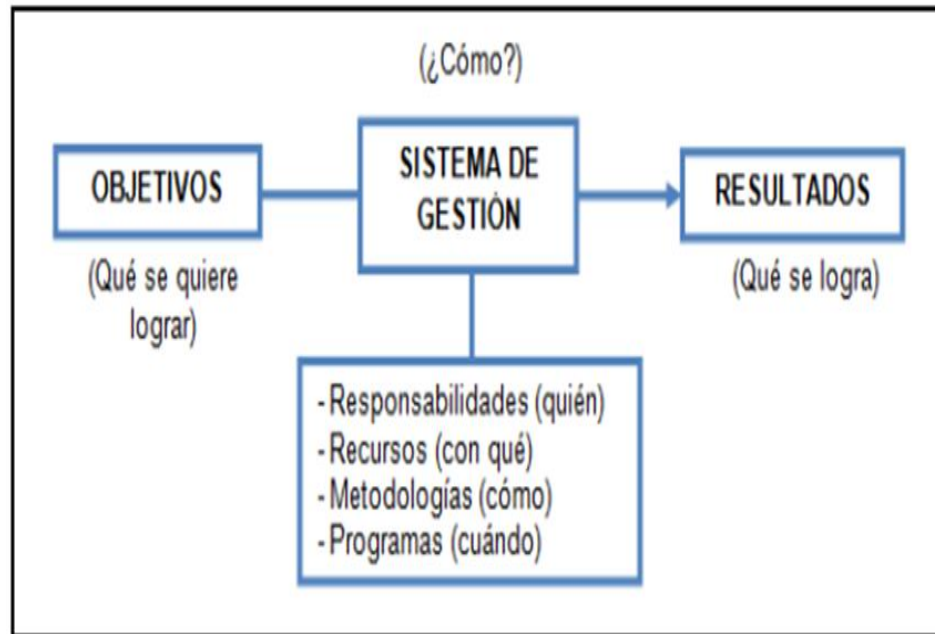 (¿Cómo?)
OBJETIVOS
(Qué se quiere
lograr)
SISTEMA DE
GESTIÓN
RESULTADOS
(Qué se logra)
- Responsabilidades (quién)
- Recursos (con qué)
- Metodologías (cómo)
- Programas (cuándo)